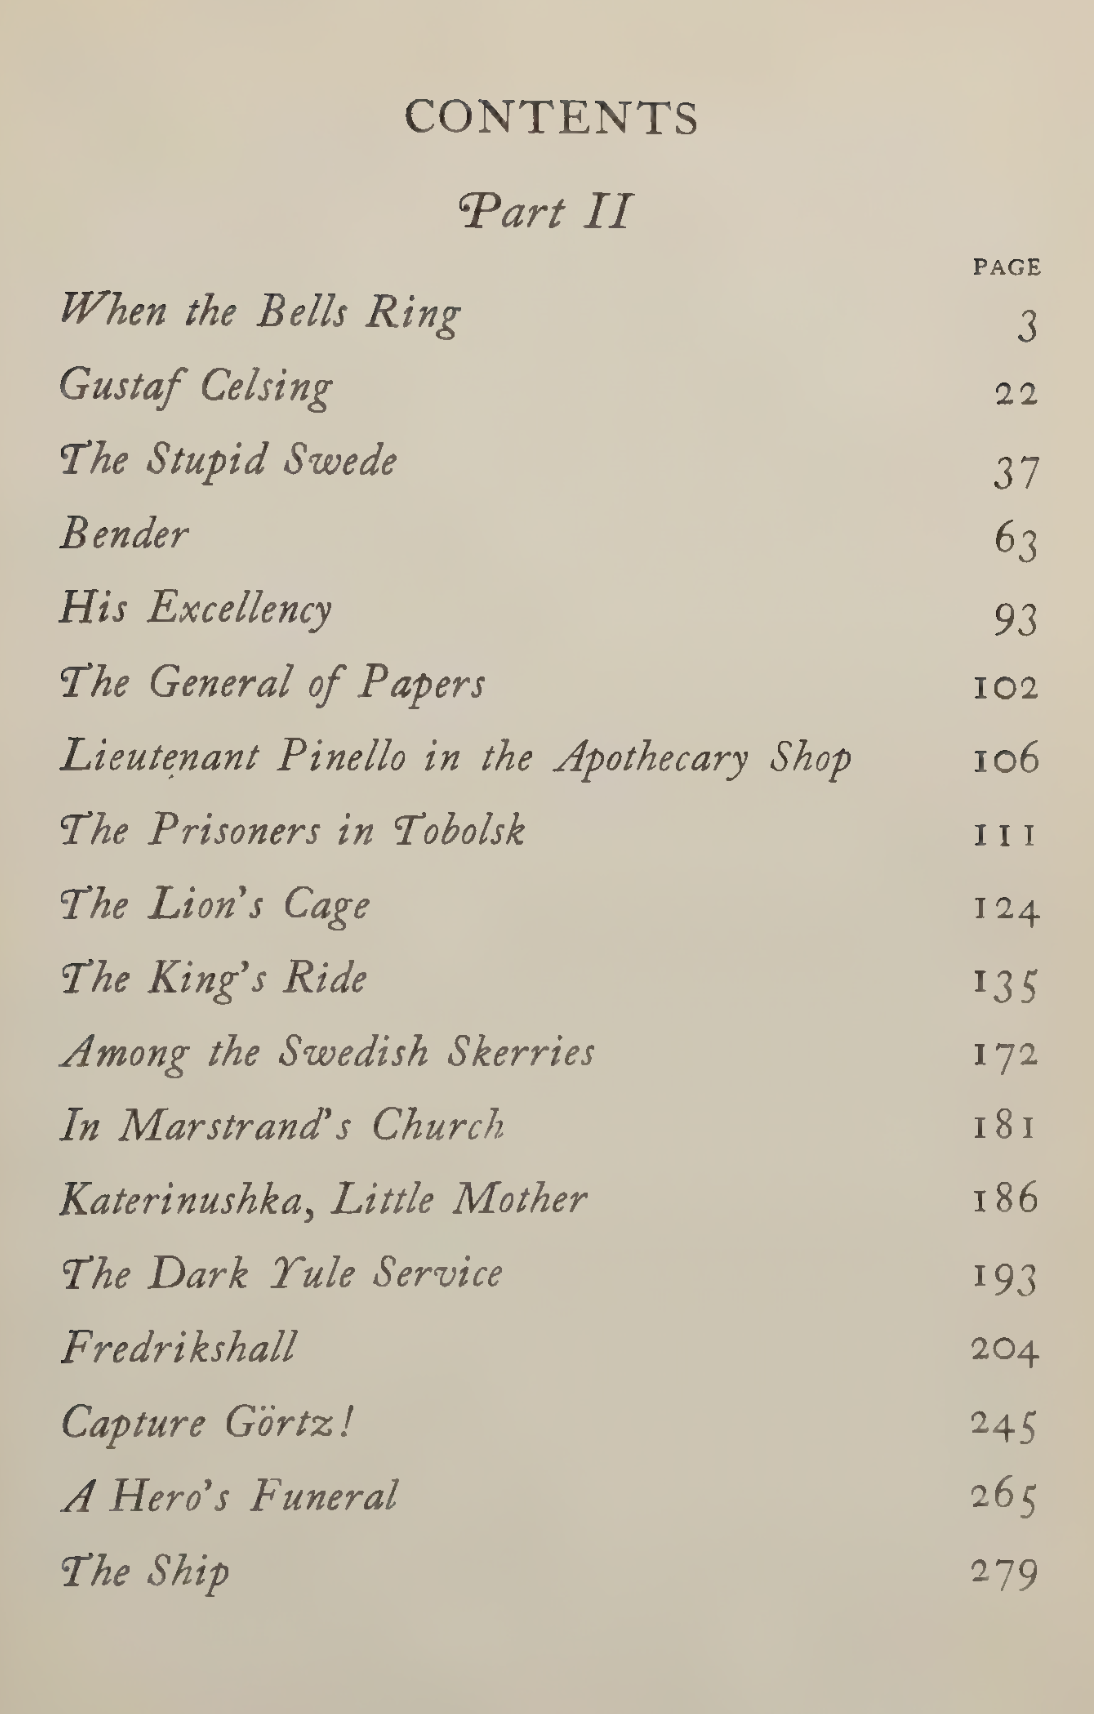 CONTENTS
Part II
PAGE
When the Bells Ring 3
Gustaf Celsing 22
The Stupid Swede 37
Bender 63
His Excellency 93
The General of Papers 102
Lieutenant Pinello in the Apothecary Shop 106
The Prisoners in Tobolsk 111
The Lion's Cage 124
The King's Ride 135
Among the Swedish Skerries 172
In Marstrand's Church 181
Katerinushka, Little Mother 186
The Dark Yule Service 193
Fredrikshall 204
Capture Görtz! 245
A Hero's Funeral 265
The Ship 279